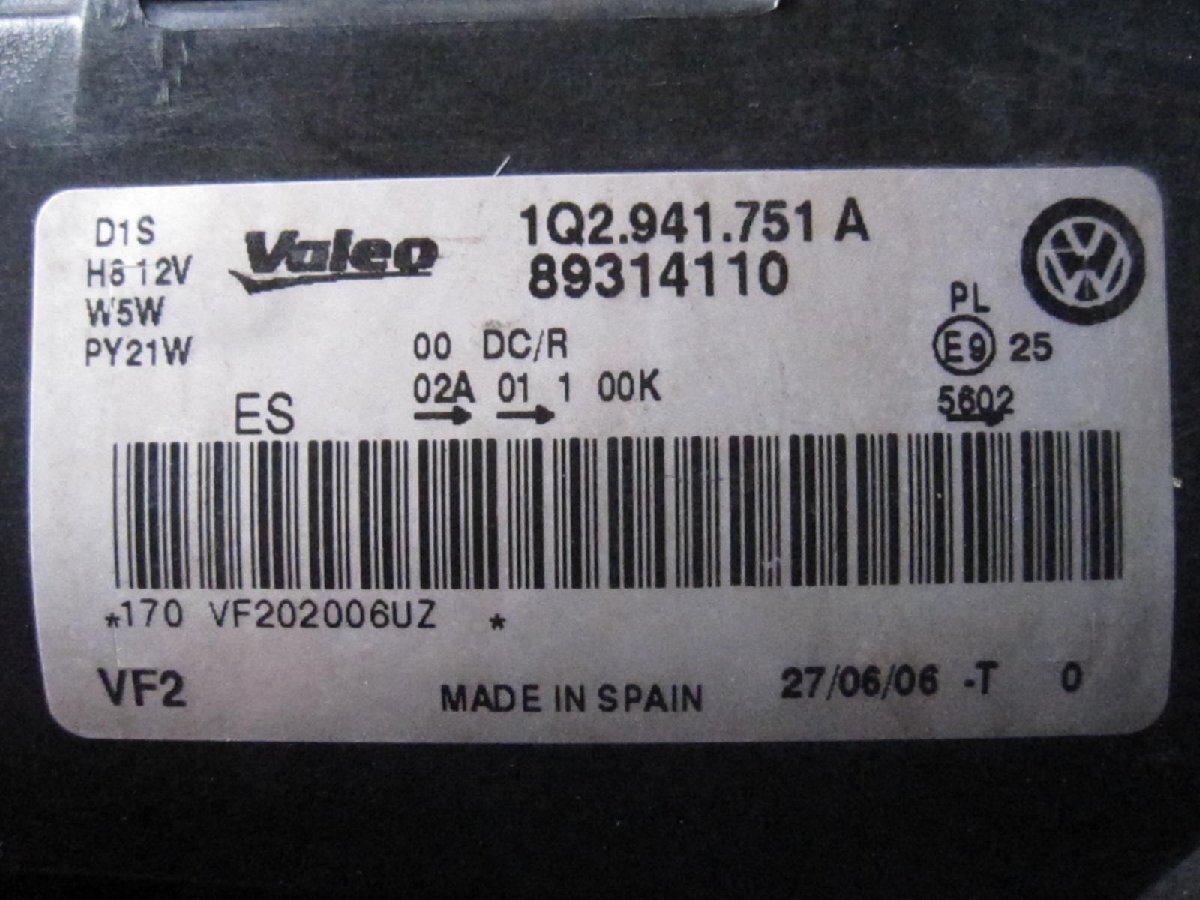 D1S
H8 12V
W5W
PY21W
Valeo
1Q2.941.751 A
89314110
PL
E9 25
5602
00 DC/R
02A 01 1 00K
ES
*170 VF202006UZ *
VF2
MADE IN SPAIN
27/06/06 -T 0